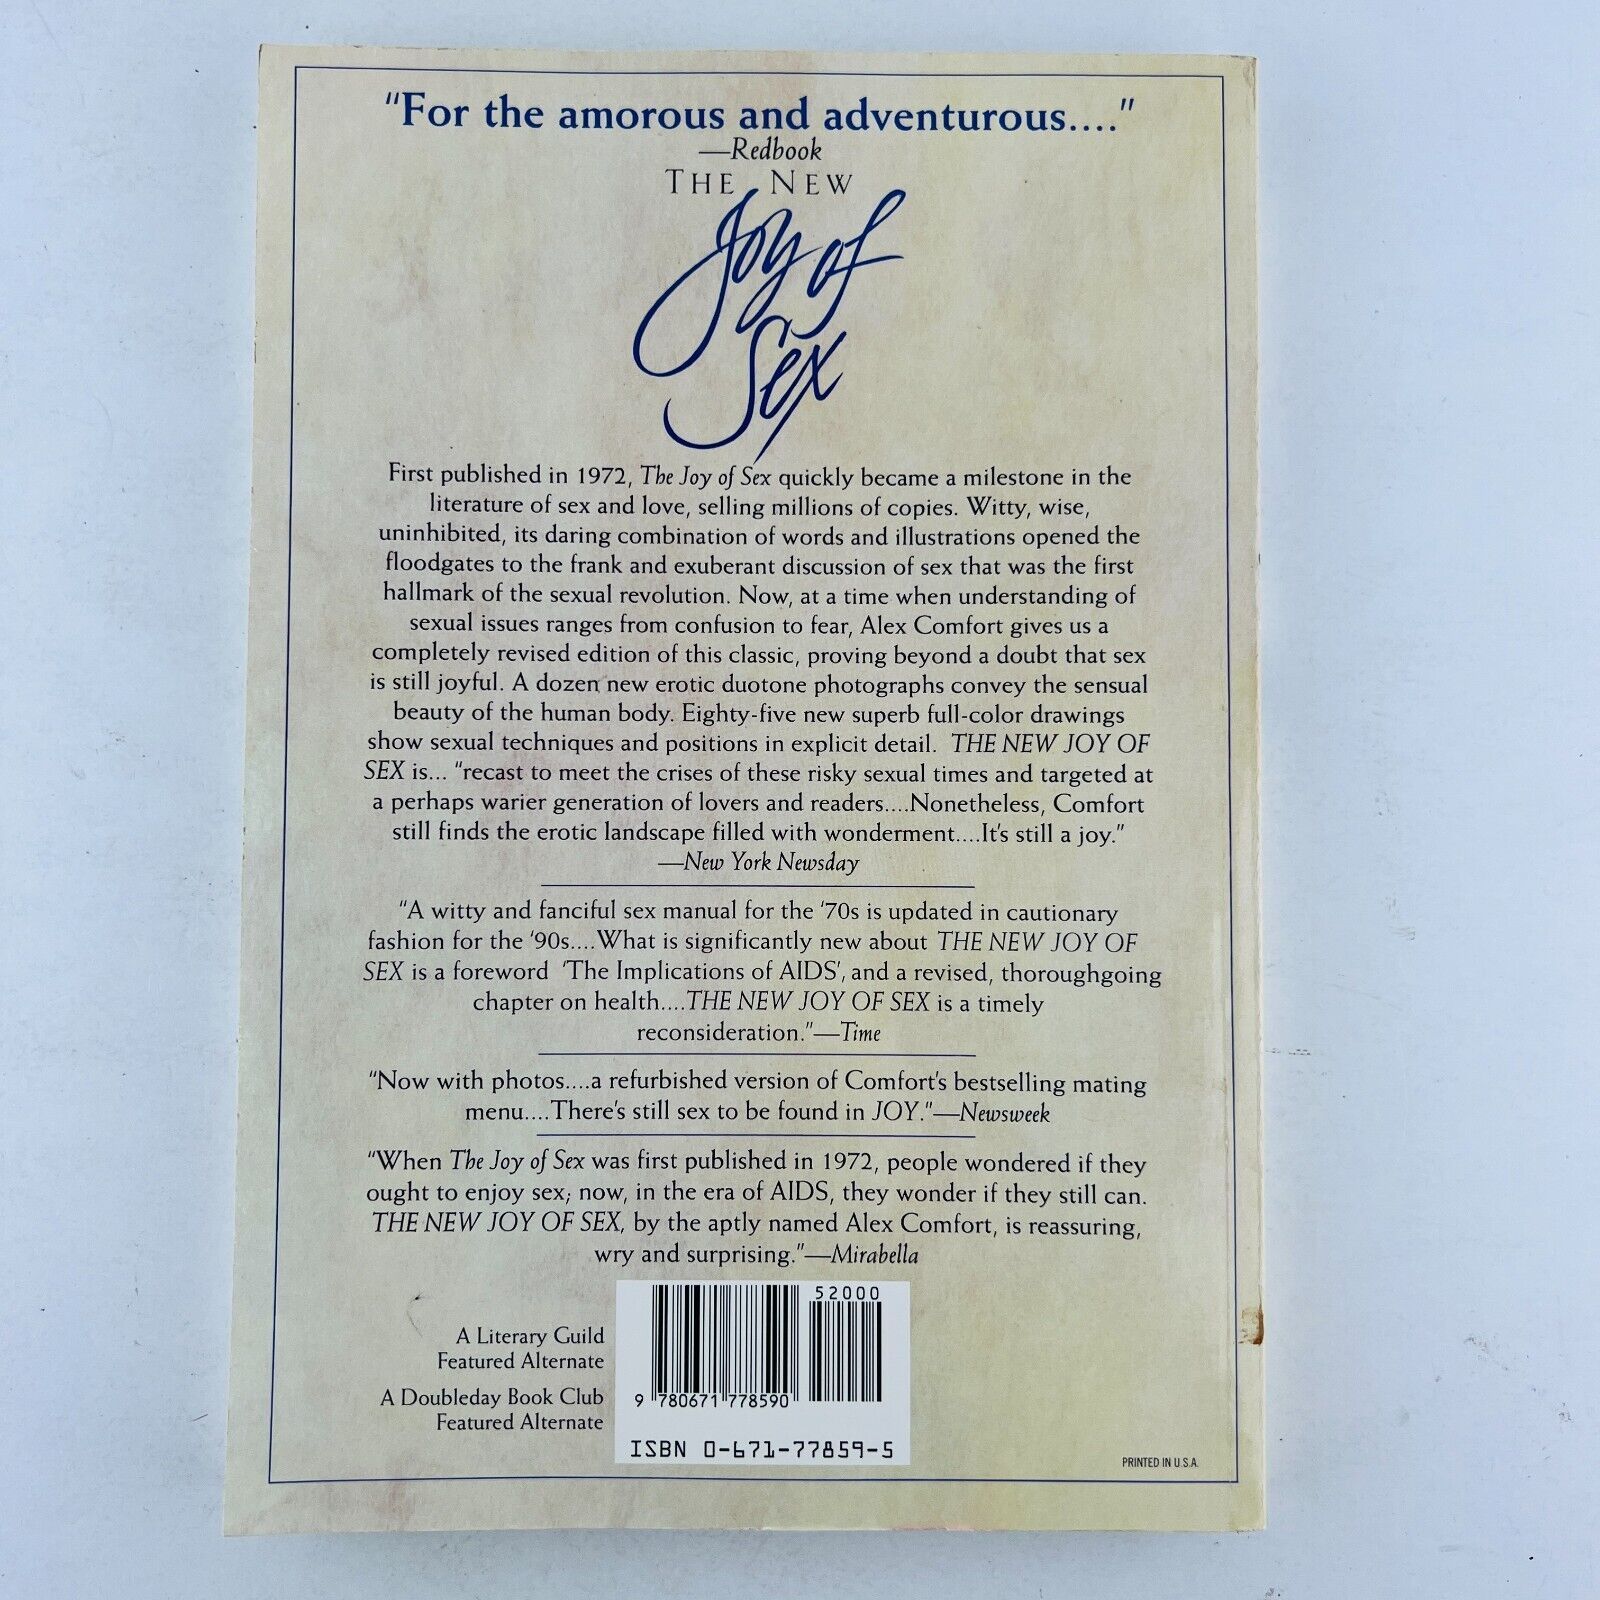 "For the amorous and adventurous...."
—Redbook
THE NEW
Joy of
Sex
First published in 1972, The Joy of Sex quickly became a milestone in the
literature of sex and love, selling millions of copies. Witty, wise,
uninhibited, its daring combination of words and illustrations opened the
floodgates to the frank and exuberant discussion of sex that was the first
hallmark of the sexual revolution. Now, at a time when understanding of
sexual issues ranges from confusion to fear, Alex Comfort gives us a
completely revised edition of this classic, proving beyond a doubt that sex
is still joyful. A dozen new erotic duotone photographs convey the sensual
beauty of the human body. Eighty-five new superb full-color drawings
show sexual techniques and positions in explicit detail. THE NEW JOY OF
SEX is... "recast to meet the crises of these risky sexual times and targeted at
a perhaps warier generation of lovers and readers....Nonetheless, Comfort
still finds the erotic landscape filled with wonderment....It's still a joy."
—New York Newsday
"A witty and fanciful sex manual for the '70s is updated in cautionary
fashion for the '90s....What is significantly new about THE NEW JOY OF
SEX is a foreword 'The Implications of AIDS', and a revised, thoroughgoing
chapter on health....THE NEW JOY OF SEX is a timely
reconsideration."—Time
"Now with photos....a refurbished version of Comfort's bestselling mating
menu....There's still sex to be found in JOY."—Newsweek
"When The Joy of Sex was first published in 1972, people wondered if they
ought to enjoy sex; now, in the era of AIDS, they wonder if they still can.
THE NEW JOY OF SEX, by the aptly named Alex Comfort, is reassuring,
wry and surprising."—Mirabella
A Literary Guild
Featured Alternate
A Doubleday Book Club
Featured Alternate
52000
9 780671 778590
ISBN 0-671-77859-5
PRINTED IN U.S.A.